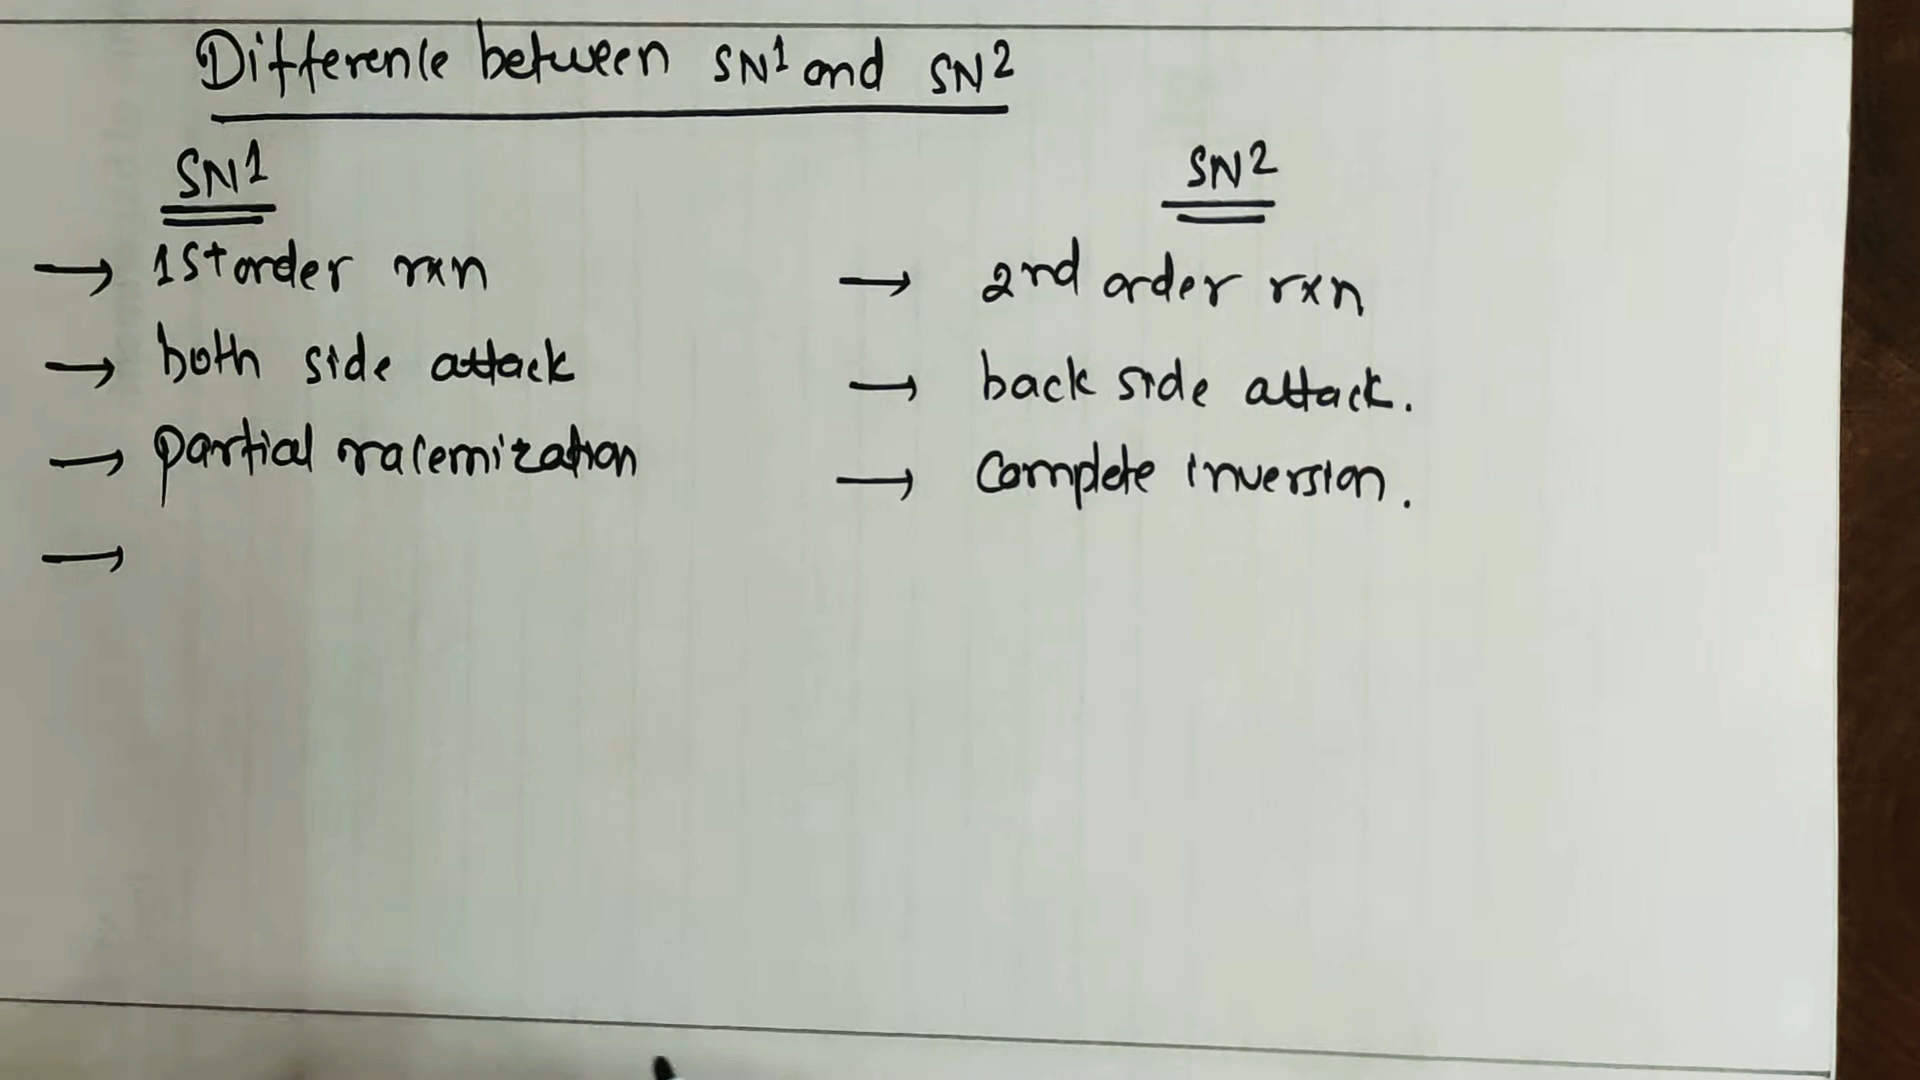 Difference between SN1 and SN2
SN1
→ 1st order rxn
→ both side attack
→ partial racemization
→
SN2
→ 2nd order rxn
→ back side attack.
→ Complete inversion.